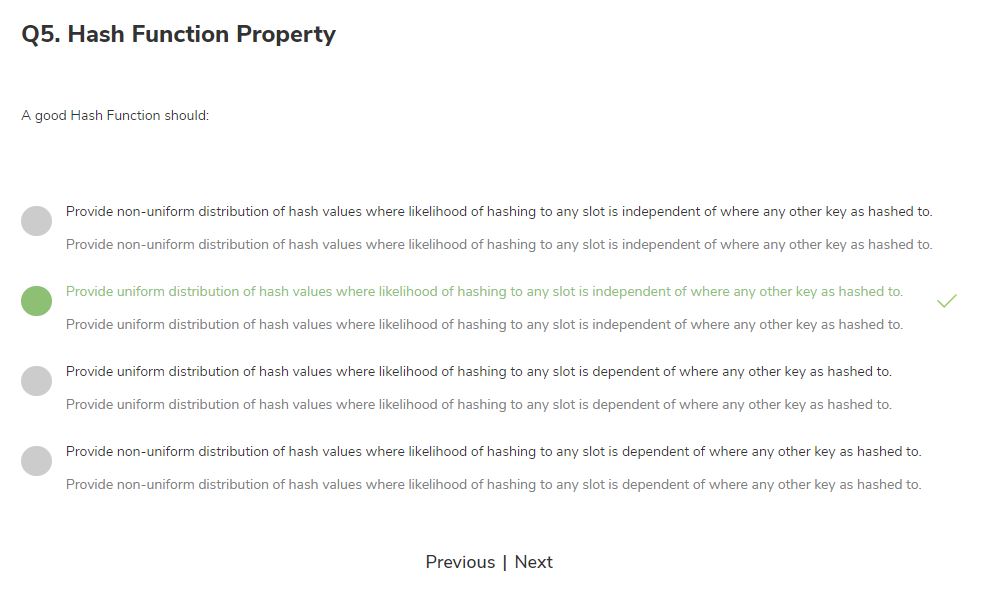 Q5. Hash Function Property
A good Hash Function should:
Provide non-uniform distribution of hash values where likelihood of hashing to any slot is independent of where any other key as hashed to.
Provide non-uniform distribution of hash values where likelihood of hashing to any slot is independent of where any other key as hashed to.
Provide uniform distribution of hash values where likelihood of hashing to any slot is independent of where any other key as hashed to.
Provide uniform distribution of hash values where likelihood of hashing to any slot is independent of where any other key as hashed to.
Provide uniform distribution of hash values where likelihood of hashing to any slot is dependent of where any other key as hashed to.
Provide uniform distribution of hash values where likelihood of hashing to any slot is dependent of where any other key as hashed to.
Provide non-uniform distribution of hash values where likelihood of hashing to any slot is dependent of where any other key as hashed to.
Provide non-uniform distribution of hash values where likelihood of hashing to any slot is dependent of where any other key as hashed to.
Previous | Next